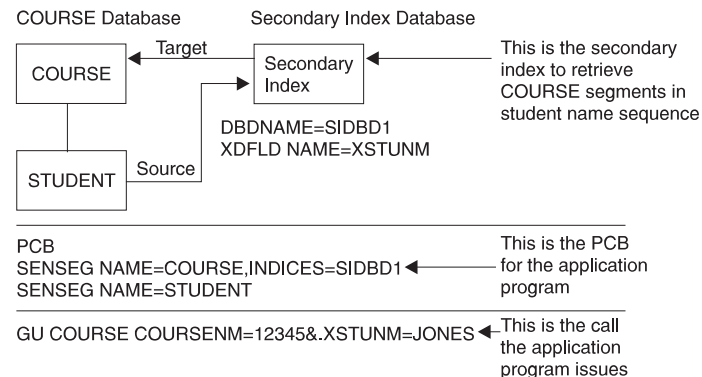 COURSE Database
Secondary Index Database
Target
COURSE
Secondary
Index
This is the secondary
index to retrieve
COURSE segments in
student name sequence
DBDNAME=SIDBD1
XDFLD NAME=XSTUNM
STUDENT
Source
PCB
SENSEG NAME=COURSE,INDICES=SIDBD1
SENSEG NAME=STUDENT
This is the PCB
for the application
program
GU COURSE COURSENM=12345&.XSTUNM=JONES
This is the call
the application
program issues